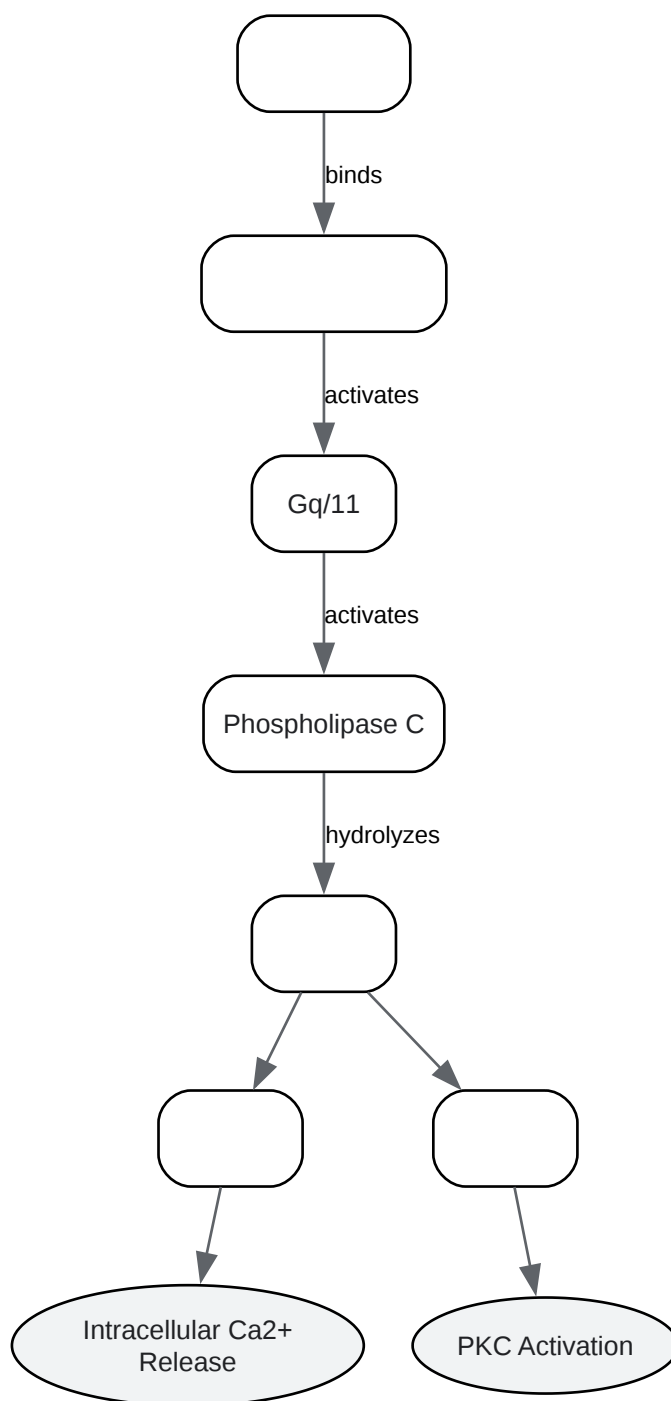 binds
activates
Gq/11
activates
Phospholipase C
hydrolyzes
Intracellular Ca2+
Release
PKC Activation